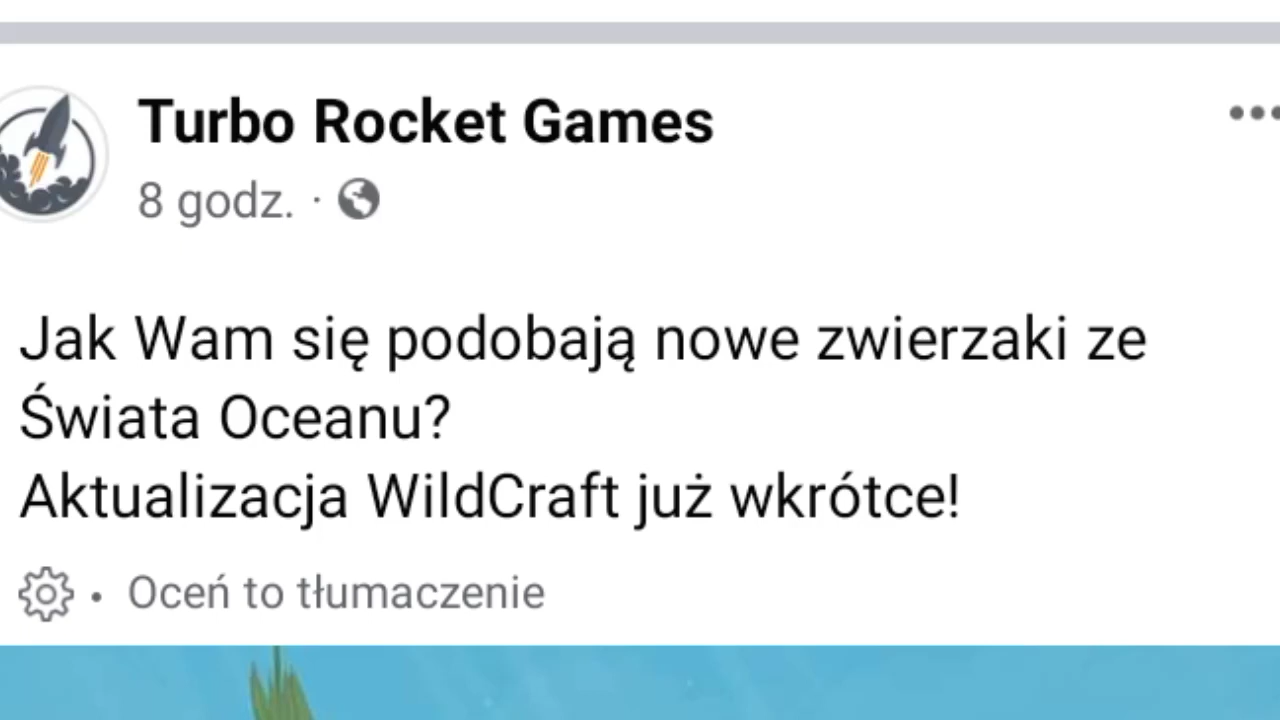 Turbo Rocket Games
8 godz. ·
Jak Wam się podobają nowe zwierzaki ze
Świata Oceanu?
Aktualizacja WildCraft już wkrótce!
• Oceń to tłumaczenie